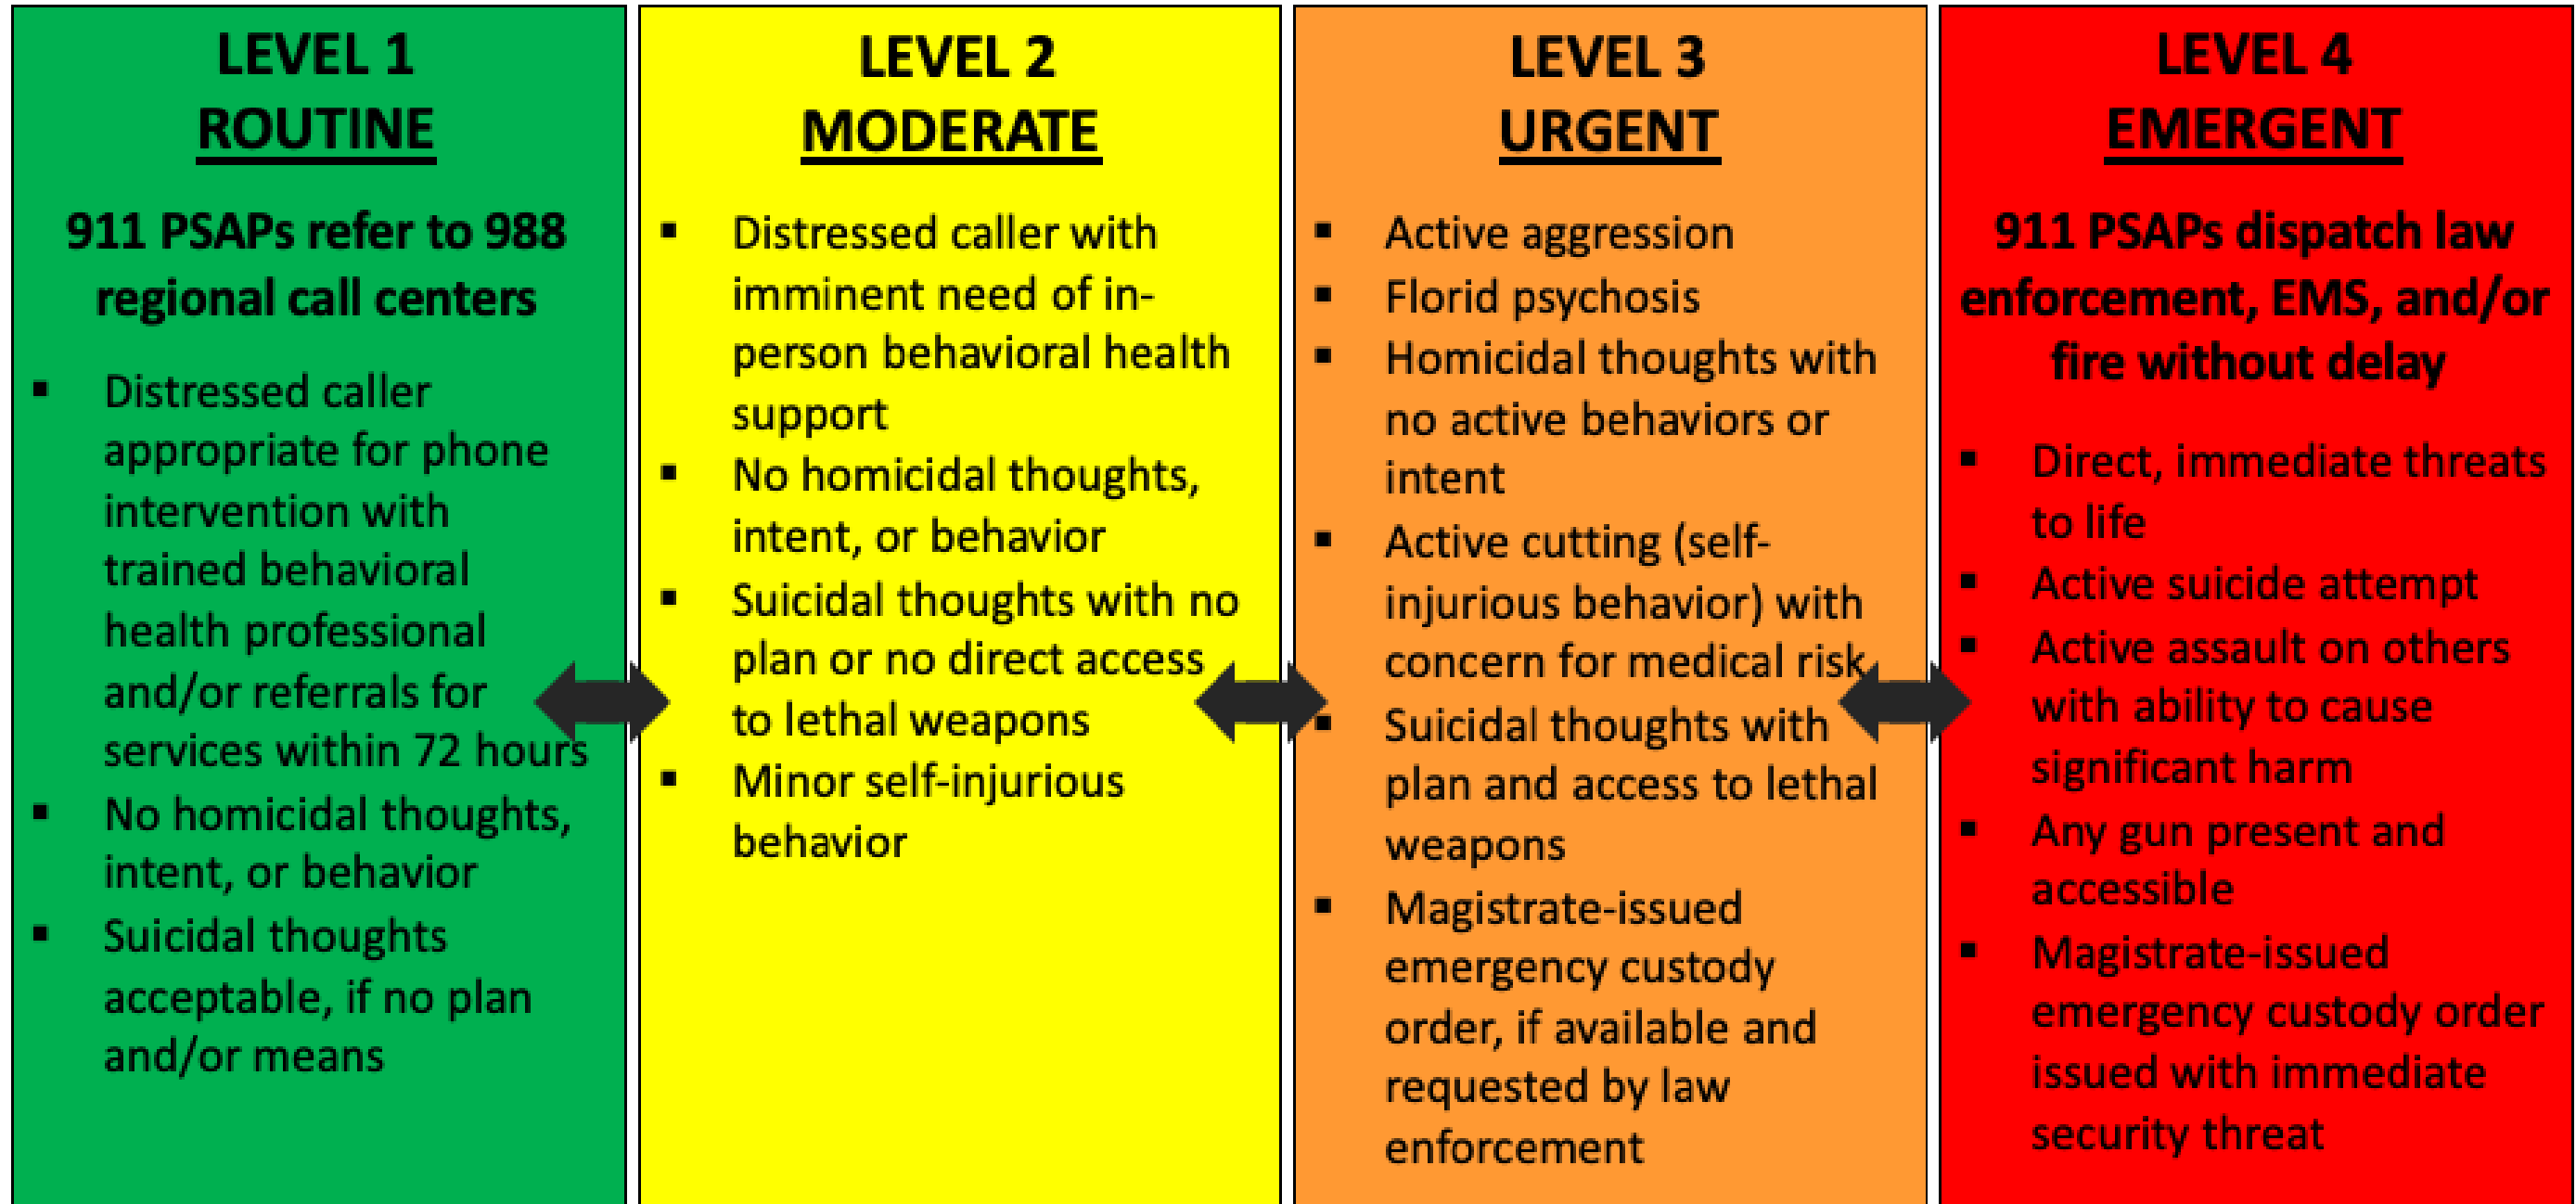 LEVEL 1
ROUTINE
911 PSAPs refer to 988
regional call centers
▪ Distressed caller
appropriate for phone
intervention with
trained behavioral
health professional
and/or referrals for
services within 72 hours
▪ No homicidal thoughts,
intent, or behavior
▪ Suicidal thoughts
acceptable, if no plan
and/or means
LEVEL 2
MODERATE
▪ Distressed caller with
imminent need of in-
person behavioral health
support
▪ No homicidal thoughts,
intent, or behavior
▪ Suicidal thoughts with no
plan or no direct access
to lethal weapons
▪ Minor self-injurious
behavior
LEVEL 3
URGENT
▪ Active aggression
▪ Florid psychosis
▪ Homicidal thoughts with
no active behaviors or
intent
▪ Active cutting (self-
injurious behavior) with
concern for medical risk
▪ Suicidal thoughts with
plan and access to lethal
weapons
▪ Magistrate-issued
emergency custody
order, if available and
requested by law
enforcement
LEVEL 4
EMERGENT
911 PSAPs dispatch law
enforcement, EMS, and/or
fire without delay
▪ Direct, immediate threats
to life
▪ Active suicide attempt
▪ Active assault on others
with ability to cause
significant harm
▪ Any gun present and
accessible
▪ Magistrate-issued
emergency custody order
issued with immediate
security threat